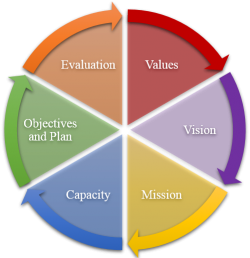 Evaluation
Values
Objectives
and Plan
Vision
Capacity
Mission